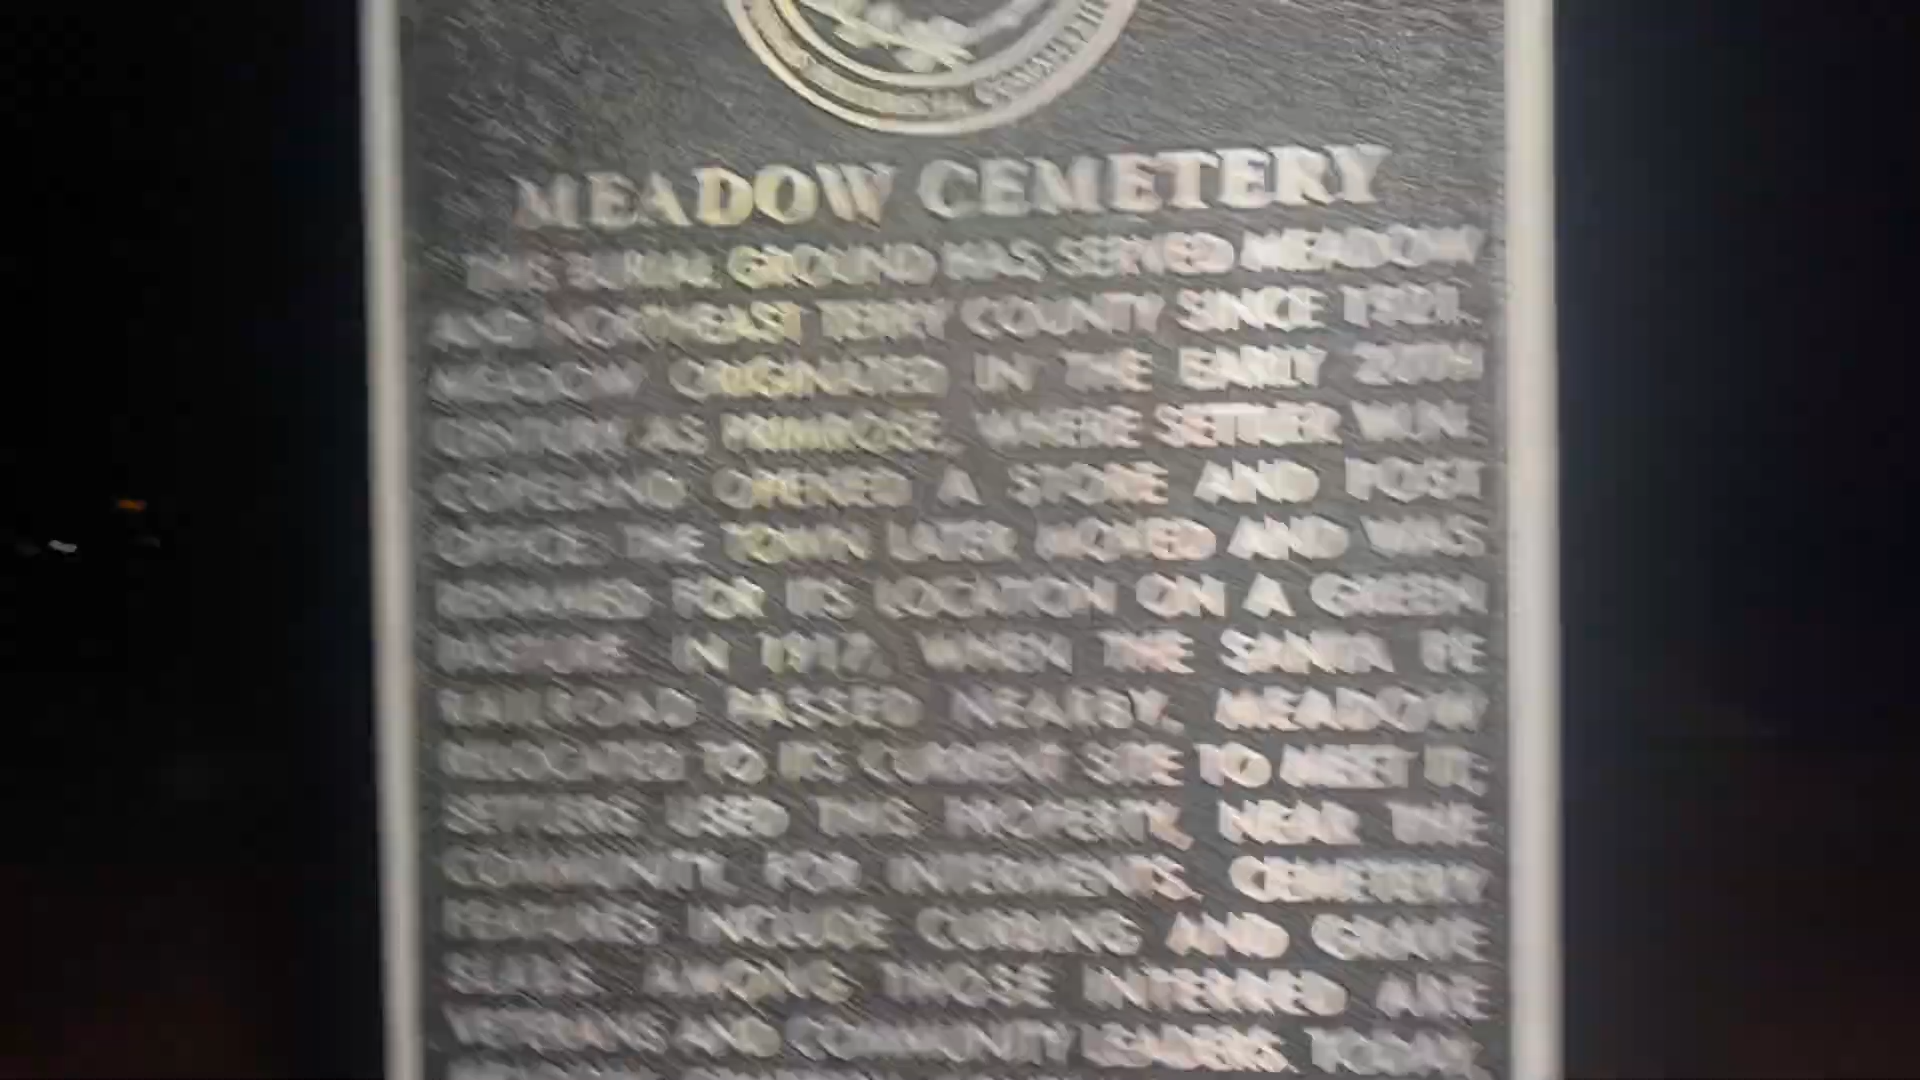 MEADOW CEMETERY
THIS BURIAL GROUND HAS SERVED MEADOW
AND NORTHEAST TERRY COUNTY SINCE 1921.
MEADOW ORIGINATED IN THE EARLY 20TH
CENTURY AS PRIMROSE, WHERE SETTLER W.N.
COPELAND OPENED A STORE AND POST
OFFICE. THE TOWN LATER MOVED AND WAS
RENAMED FOR ITS LOCATION ON A GREEN
PASTURE. IN 1917, WHEN THE SANTA FE
RAILROAD PASSED NEARBY, MEADOW
RELOCATED TO ITS CURRENT SITE TO MEET IT;
SETTLERS USED THIS PROPERTY, NEAR THE
COMMUNITY, FOR INTERMENTS. CEMETERY
FEATURES INCLUDE CURBING AND GRAVE
SLABS. AMONG THOSE INTERRED ARE
VETERANS AND COMMUNITY LEADERS. TODAY,